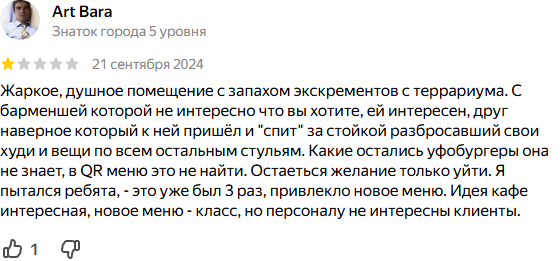 Art Bara
Знаток города 5 уровня
21 сентября 2024
Жаркое, душное помещение с запахом экскрементов с террариума. С
барменшей которой не интересно что вы хотите, ей интересен, друг
наверное который к ней пришёл и "спит" за стойкой разбросавший свои
худи и вещи по всем остальным стульям. Какие остались уфобургеры она
не знает, в QR меню это не найти. Остаеться желание только уйти. Я
пытался ребята, - это уже был 3 раз, привлекло новое меню. Идея кафе
интересная, новое меню - класс, но персоналу не интересны клиенты.
1